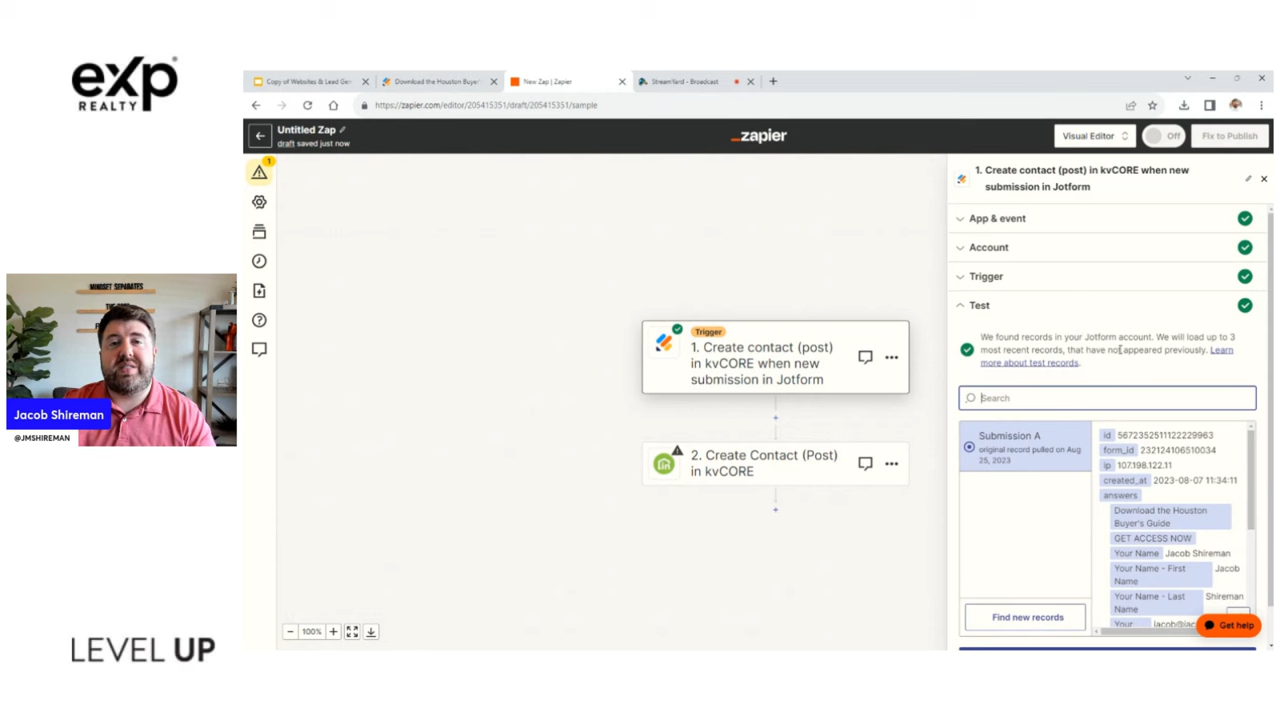 eXp
REALTY
Copy of Websites & Lead Gen
Download the Houston Buyer'
New Zap | Zapier
StreamYard - Broadcast
https://zapier.com/editor/205415351/draft/205415351/sample
Untitled Zap
draft saved just now
_zapier
Visual Editor
Off
Fix to Publish
1
1. Create contact (post) in kvCORE when new
submission in Jotform
App & event
Account
Trigger
Test
We found records in your Jotform account. We will load up to 3
most recent records, that have not appeared previously. Learn
more about test records.
Search
Submission A
original record pulled on Aug
25, 2023
id 5672352511122229963
form_id 232124106510034
ip 107.198.122.11
created_at 2023-08-07 11:34:11
answers
Download the Houston
Buyer's Guide
GET ACCESS NOW
Your Name Jacob Shireman
Your Name - First Jacob
Name
Your Name - Last Shireman
Name
Your jacob@jac
Find new records
Get help
Trigger
1. Create contact (post)
in kvCORE when new
submission in Jotform
2. Create Contact (Post)
in kvCORE
100%
MINDSET SEPARATES
Jacob Shireman
@JMSHIREMAN
LEVEL UP